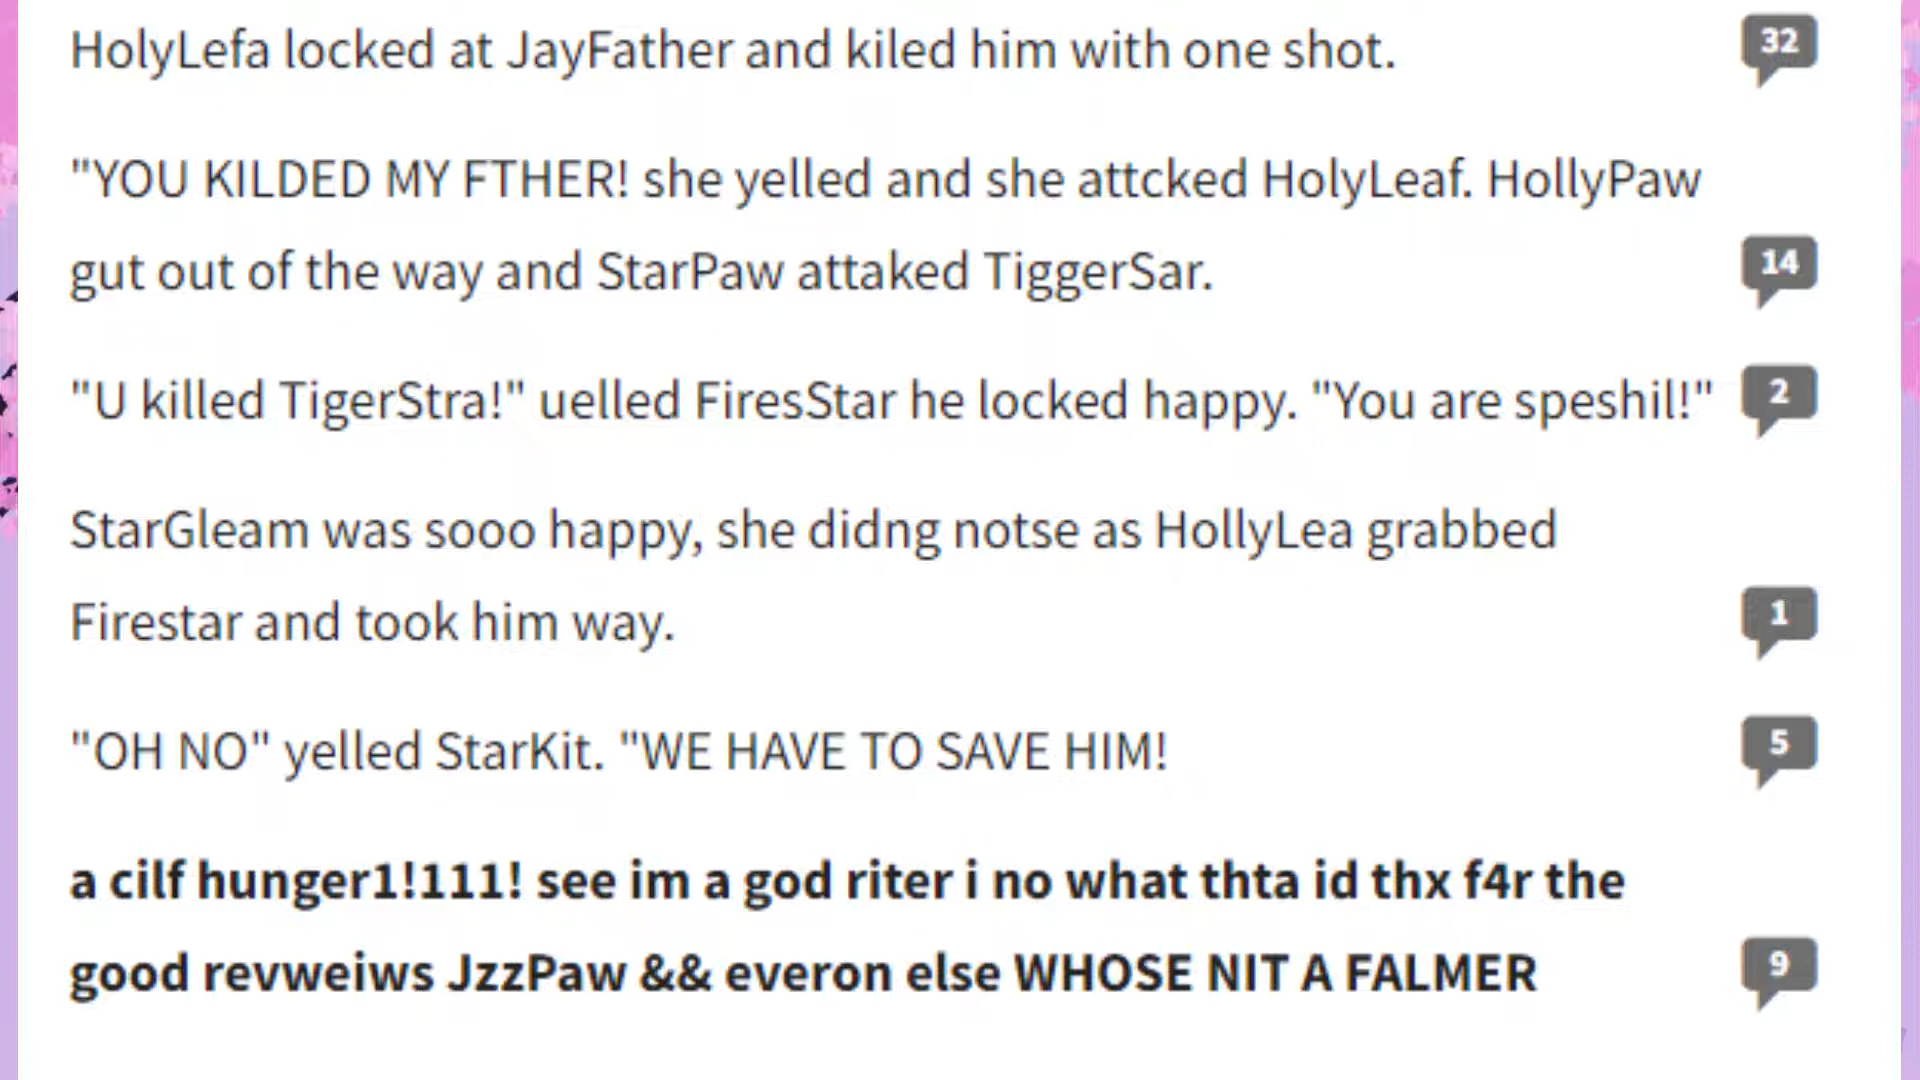 HolyLefa locked at JayFather and kiled him with one shot.
32
"YOU KILDED MY FTHER! she yelled and she attcked HolyLeaf. HollyPaw
gut out of the way and StarPaw attaked TiggerSar.
14
"U killed TigerStra!" uelled FiresStar he locked happy. "You are speshil!"
2
StarGleam was sooo happy, she didng notse as HollyLea grabbed
Firestar and took him way.
1
"OH NO" yelled StarKit. "WE HAVE TO SAVE HIM!
5
a cilf hunger1!111! see im a god riter i no what thta id thx f4r the
good revweiws JzzPaw && everon else WHOSE NIT A FALMER
9